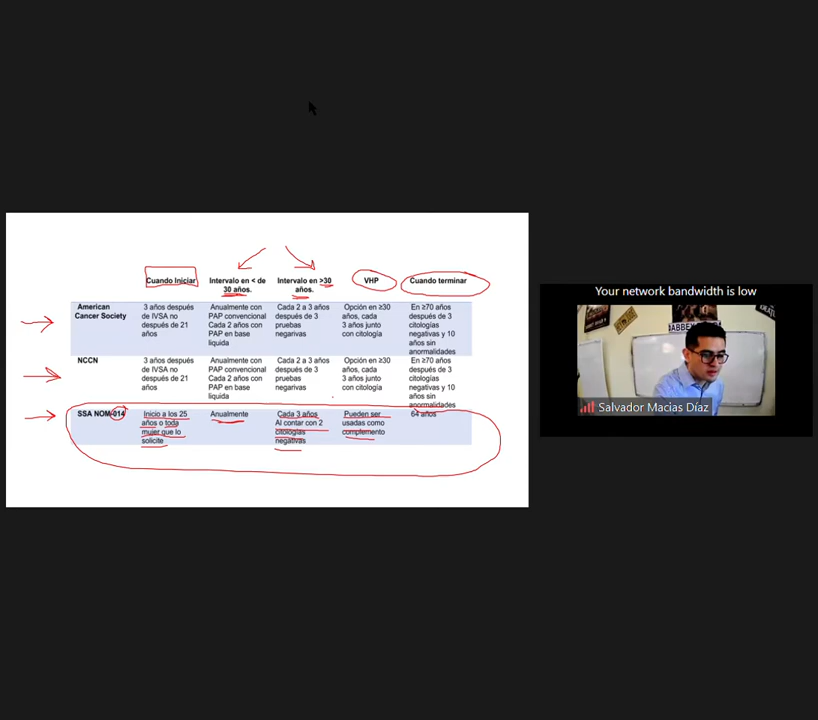 Your network bandwidth is low
Salvador Macias Díaz
Cuando Iniciar
Intervalo en < de
30 años.
Intervalo en >30
años.
VHP
Cuando terminar
American
Cancer Society
3 años después
de IVSA no
después de 21
años
Anualmente con
PAP convencional
Cada 2 años con
PAP en base
líquida
Cada 2 a 3 años
después de 3
pruebas
negarivas
Opción en ≥30
años, cada
3 años junto
con citología
En ≥70 años
después de 3
citologías
negativas y 10
años sin
anormalidades
NCCN
3 años después
de IVSA no
después de 21
años
Anualmente con
PAP convencional
Cada 2 años con
PAP en base
líquida
Cada 2 a 3 años
después de 3
pruebas
negarivas
Opción en ≥30
años, cada
3 años junto
con citología
En ≥70 años
después de 3
citologías
negativas y 10
años sin
anormalidades
SSA NOM-014
Inicio a los 25
años o toda
mujer que lo
solicite
Anualmente
Cada 3 años
Al contar con 2
citologías
negativas
Pueden ser
usadas como
complemento
64 años